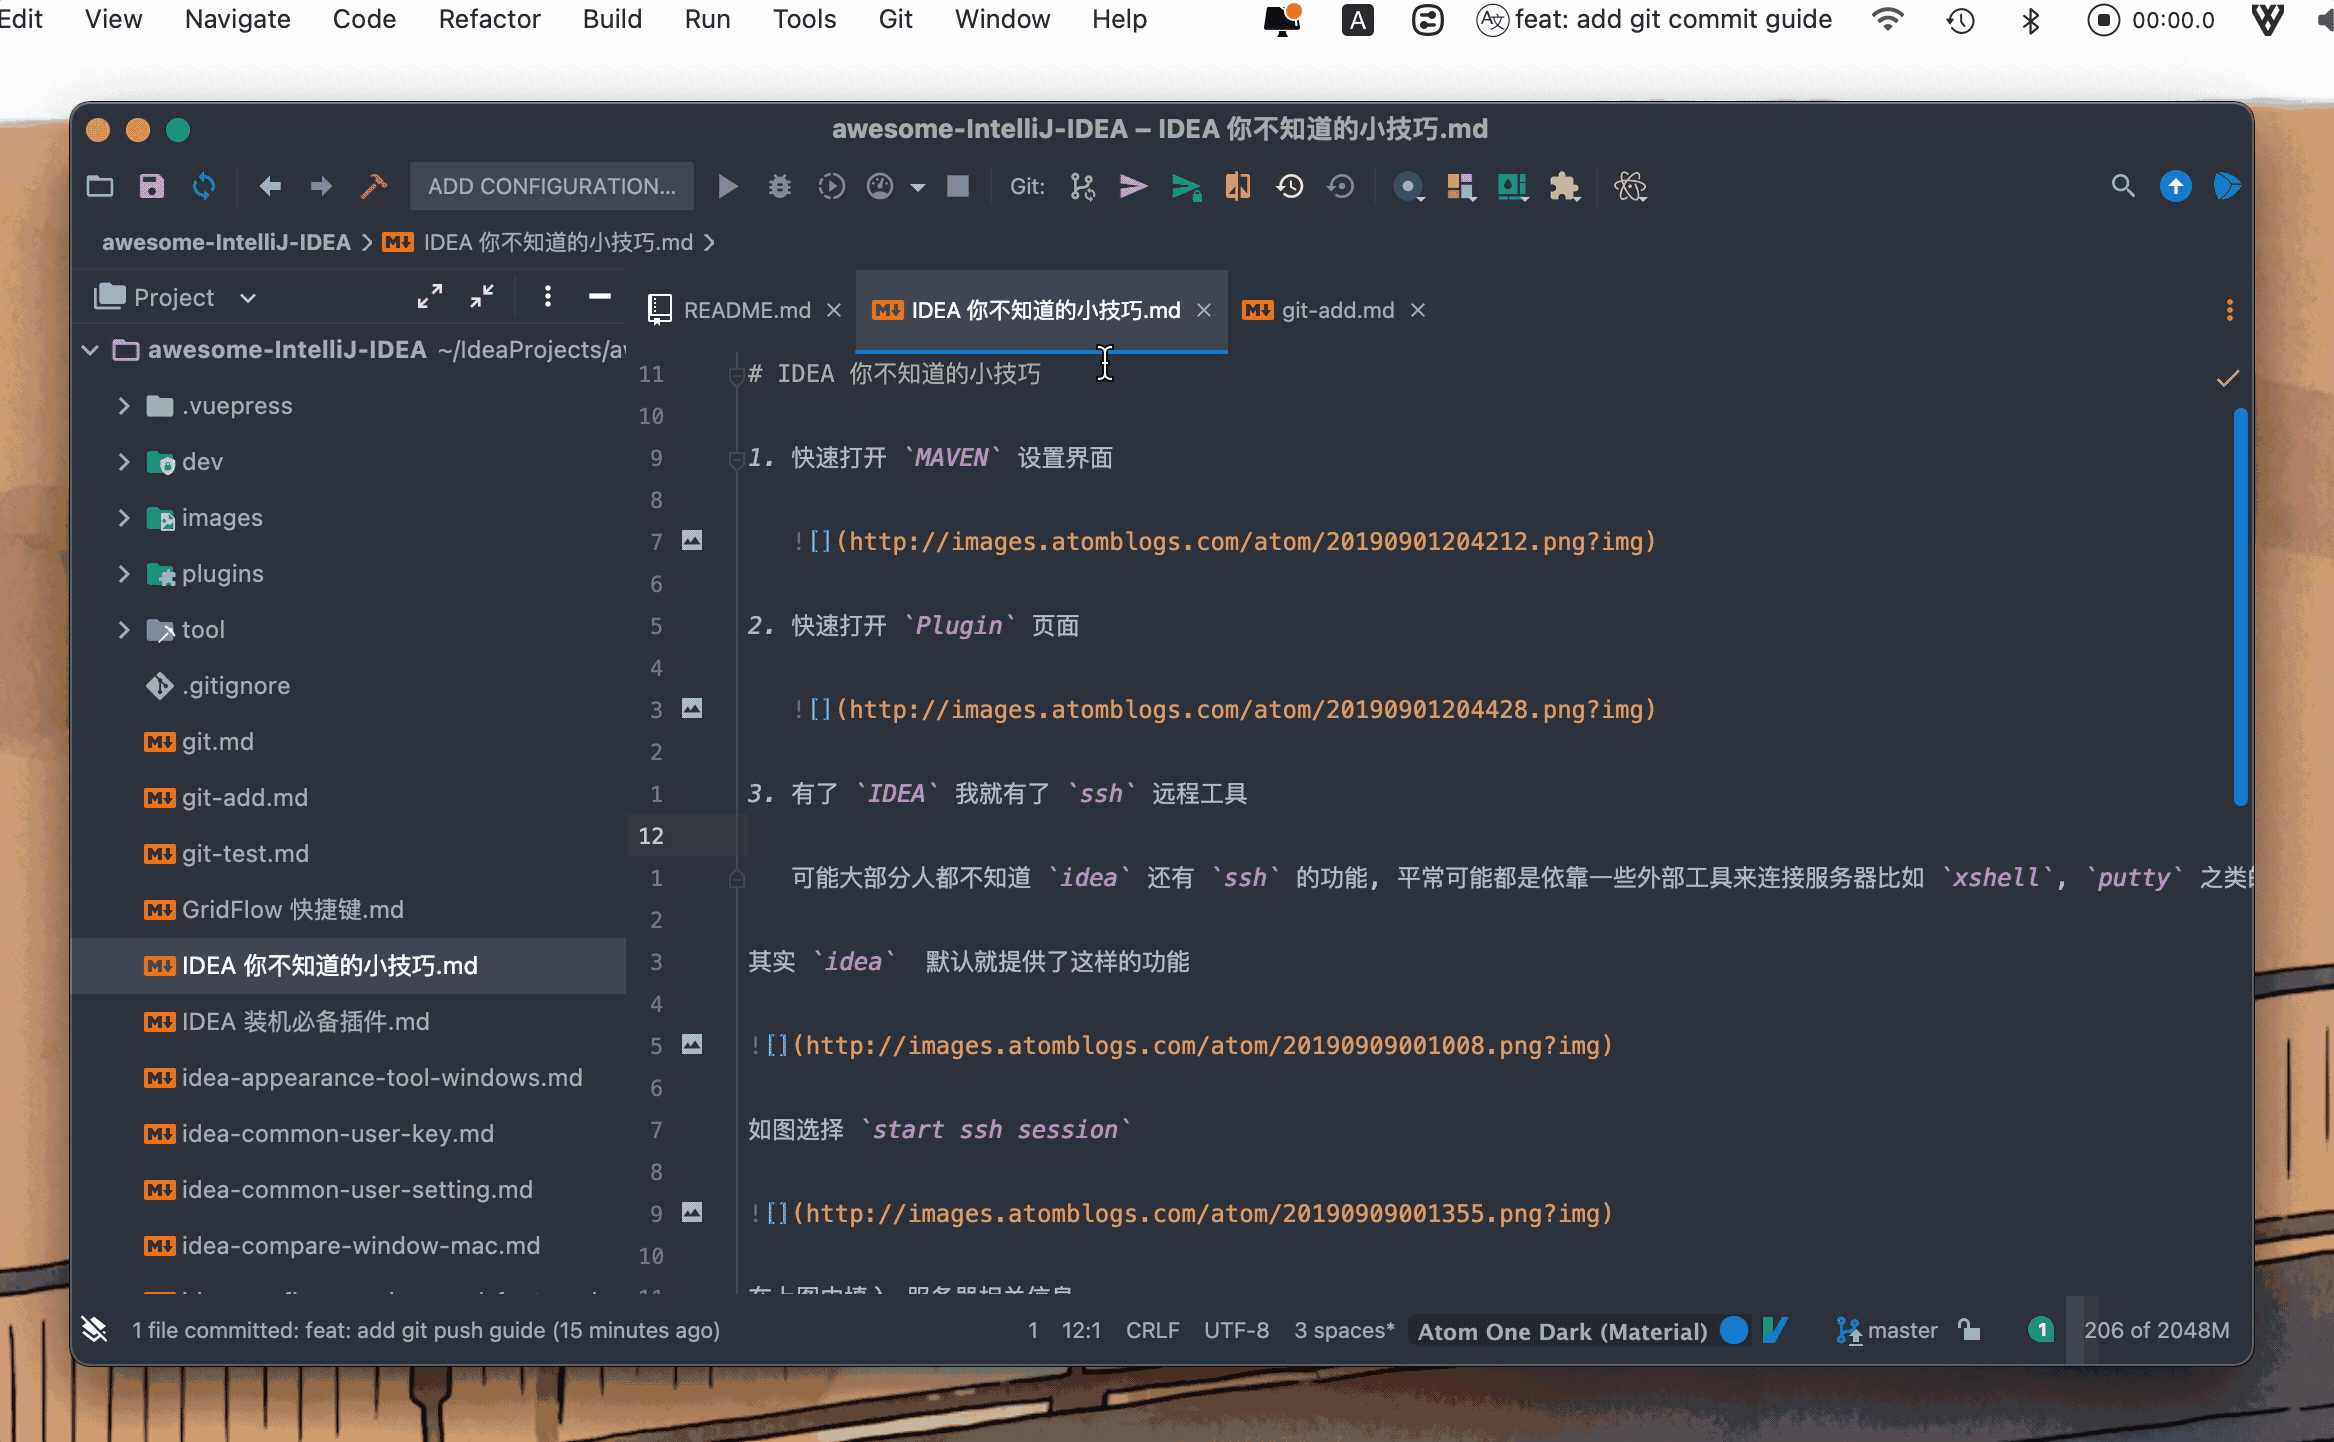 Edit View Navigate Code Refactor Build Run Tools Git Window Help A feat: add git commit guide 00:00.0
awesome-IntelliJ-IDEA – IDEA 你不知道的小技巧.md
ADD CONFIGURATION... Git:
awesome-IntelliJ-IDEA IDEA 你不知道的小技巧.md
Project
README.md IDEA 你不知道的小技巧.md git-add.md
awesome-IntelliJ-IDEA ~/IdeaProjects/a
.vuepress
dev
images
plugins
tool
.gitignore
git.md
git-add.md
git-test.md
GridFlow 快捷键.md
IDEA 你不知道的小技巧.md
IDEA 装机必备插件.md
idea-appearance-tool-windows.md
idea-common-user-key.md
idea-common-user-setting.md
idea-compare-window-mac.md
11 # IDEA 你不知道的小技巧
10
9 1. 快速打开 `MAVEN` 设置界面
8
7 ![](http://images.atomblogs.com/atom/20190901204212.png?img)
6
5 2. 快速打开 `Plugin` 页面
4
3 ![](http://images.atomblogs.com/atom/20190901204428.png?img)
2
1 3. 有了 `IDEA` 我就有了 `ssh` 远程工具
12
1 可能大部分人都不知道 `idea` 还有 `ssh` 的功能, 平常可能都是依靠一些外部工具来连接服务器比如 `xshell`, `putty` 之类
2
3 其实 `idea` 默认就提供了这样的功能
4
5 ![](http://images.atomblogs.com/atom/20190909001008.png?img)
6
7 如图选择 `start ssh session`
8
9 ![](http://images.atomblogs.com/atom/20190909001355.png?img)
10
1 file committed: feat: add git push guide (15 minutes ago) 1 12:1 CRLF UTF-8 3 spaces* Atom One Dark (Material) master 1 206 of 2048M